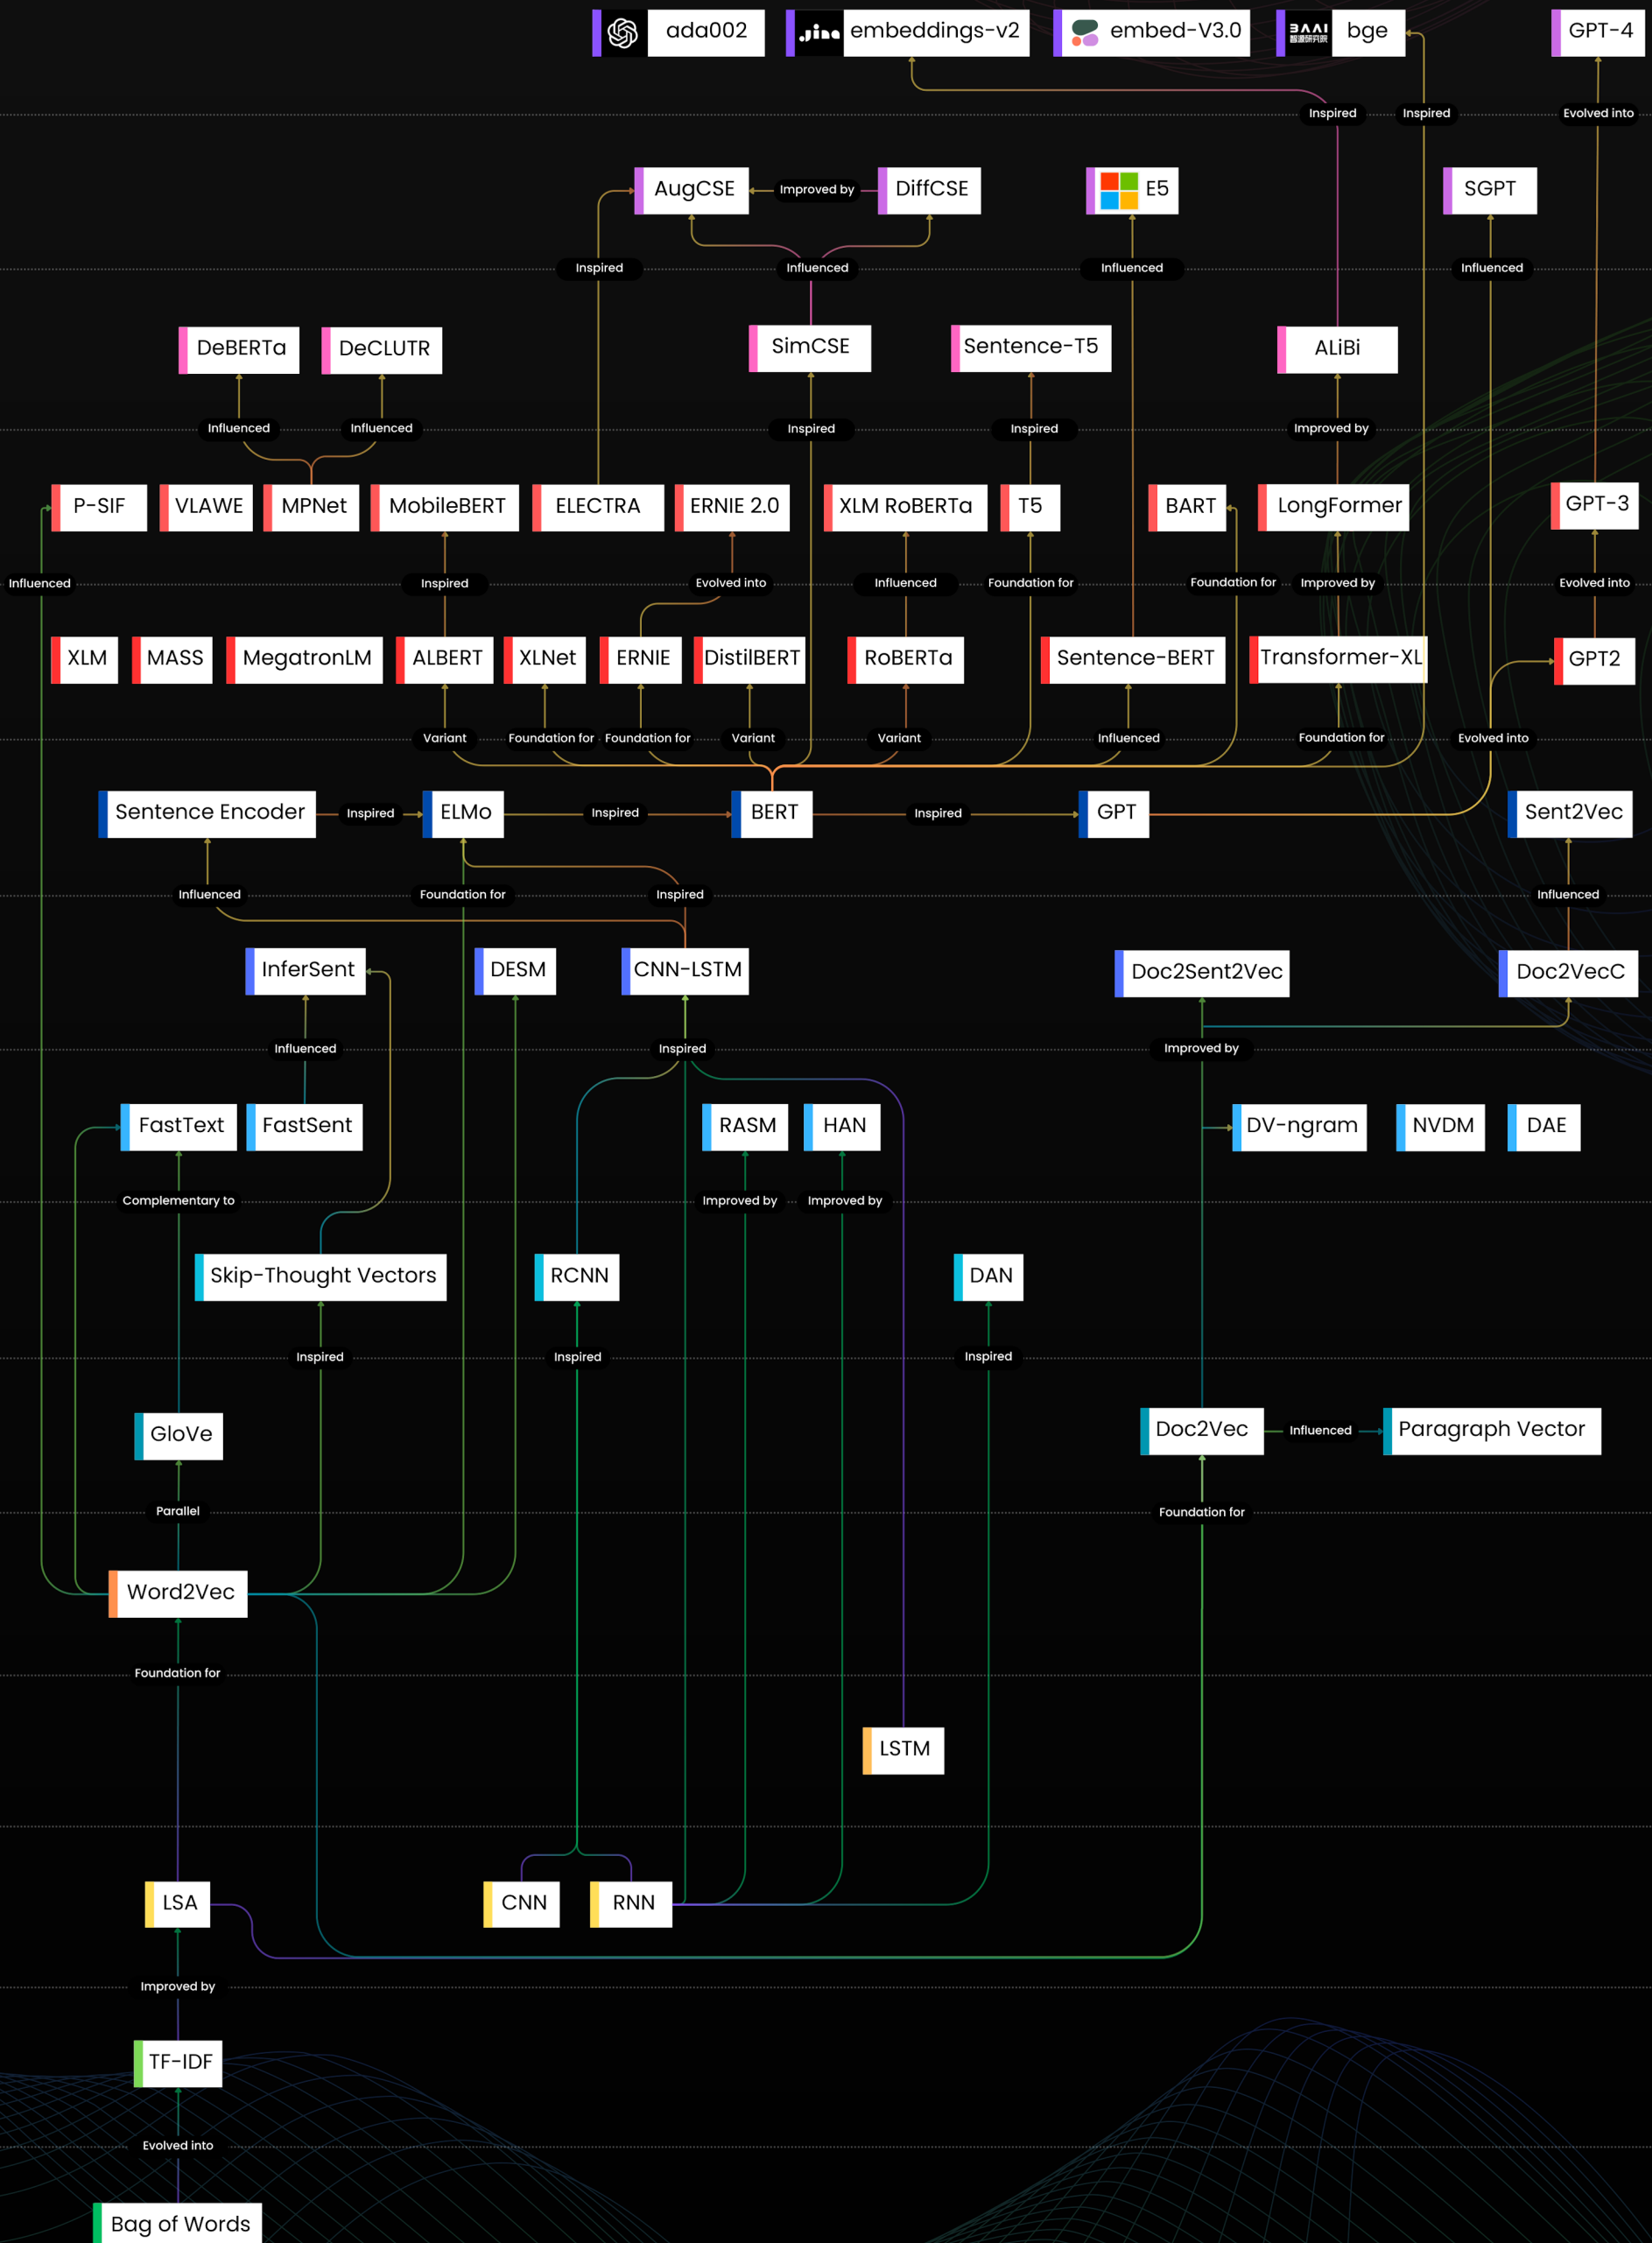 ada002
Jina
embeddings-v2
embed-V3.0
BAAI
智源研究院
bge
GPT-4
Inspired
Inspired
Evolved into
AugCSE
Improved by
DiffCSE
E5
SGPT
Inspired
Influenced
Influenced
Influenced
DeBERTa
DeCLUTR
SimCSE
Sentence-T5
ALiBi
Influenced
Influenced
Inspired
Inspired
Improved by
P-SIF
VLAWE
MPNet
MobileBERT
ELECTRA
ERNIE 2.0
XLM RoBERTa
T5
BART
LongFormer
GPT-3
Influenced
Inspired
Evolved into
Influenced
Foundation for
Foundation for
Improved by
Evolved into
XLM
MASS
MegatronLM
ALBERT
XLNet
ERNIE
DistilBERT
RoBERTa
Sentence-BERT
Transformer-XL
GPT2
Variant
Foundation for
Foundation for
Variant
Variant
Influenced
Foundation for
Evolved into
Sentence Encoder
Inspired
ELMo
Inspired
BERT
Inspired
GPT
Sent2Vec
Influenced
Foundation for
Inspired
Influenced
InferSent
DESM
CNN-LSTM
Doc2Sent2Vec
Doc2VecC
Influenced
Inspired
Improved by
FastText
FastSent
RASM
HAN
DV-ngram
NVDM
DAE
Complementary to
Improved by
Improved by
Skip-Thought Vectors
RCNN
DAN
Inspired
Inspired
Inspired
GloVe
Doc2Vec
Influenced
Paragraph Vector
Parallel
Foundation for
Word2Vec
Foundation for
LSTM
LSA
CNN
RNN
Improved by
TF-IDF
Evolved into
Bag of Words